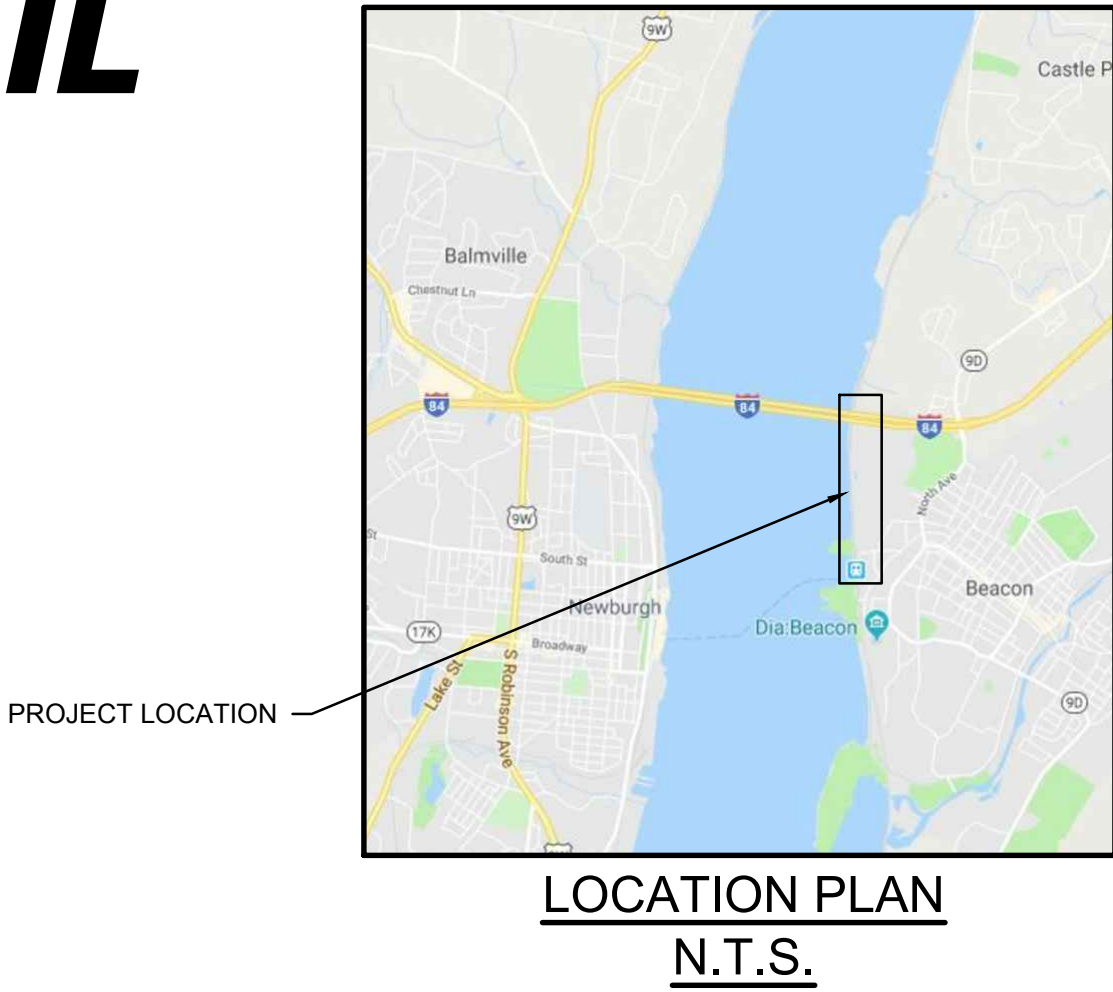 IL
9W
Castle P
Balmville
Chestnut Ln
9D
84
84
84
North Ave
9W
St
South St
Beacon
Newburgh
Dia:Beacon
17K
Broadway
Lake St
S Robinson Ave
9D
PROJECT LOCATION
LOCATION PLAN
N.T.S.